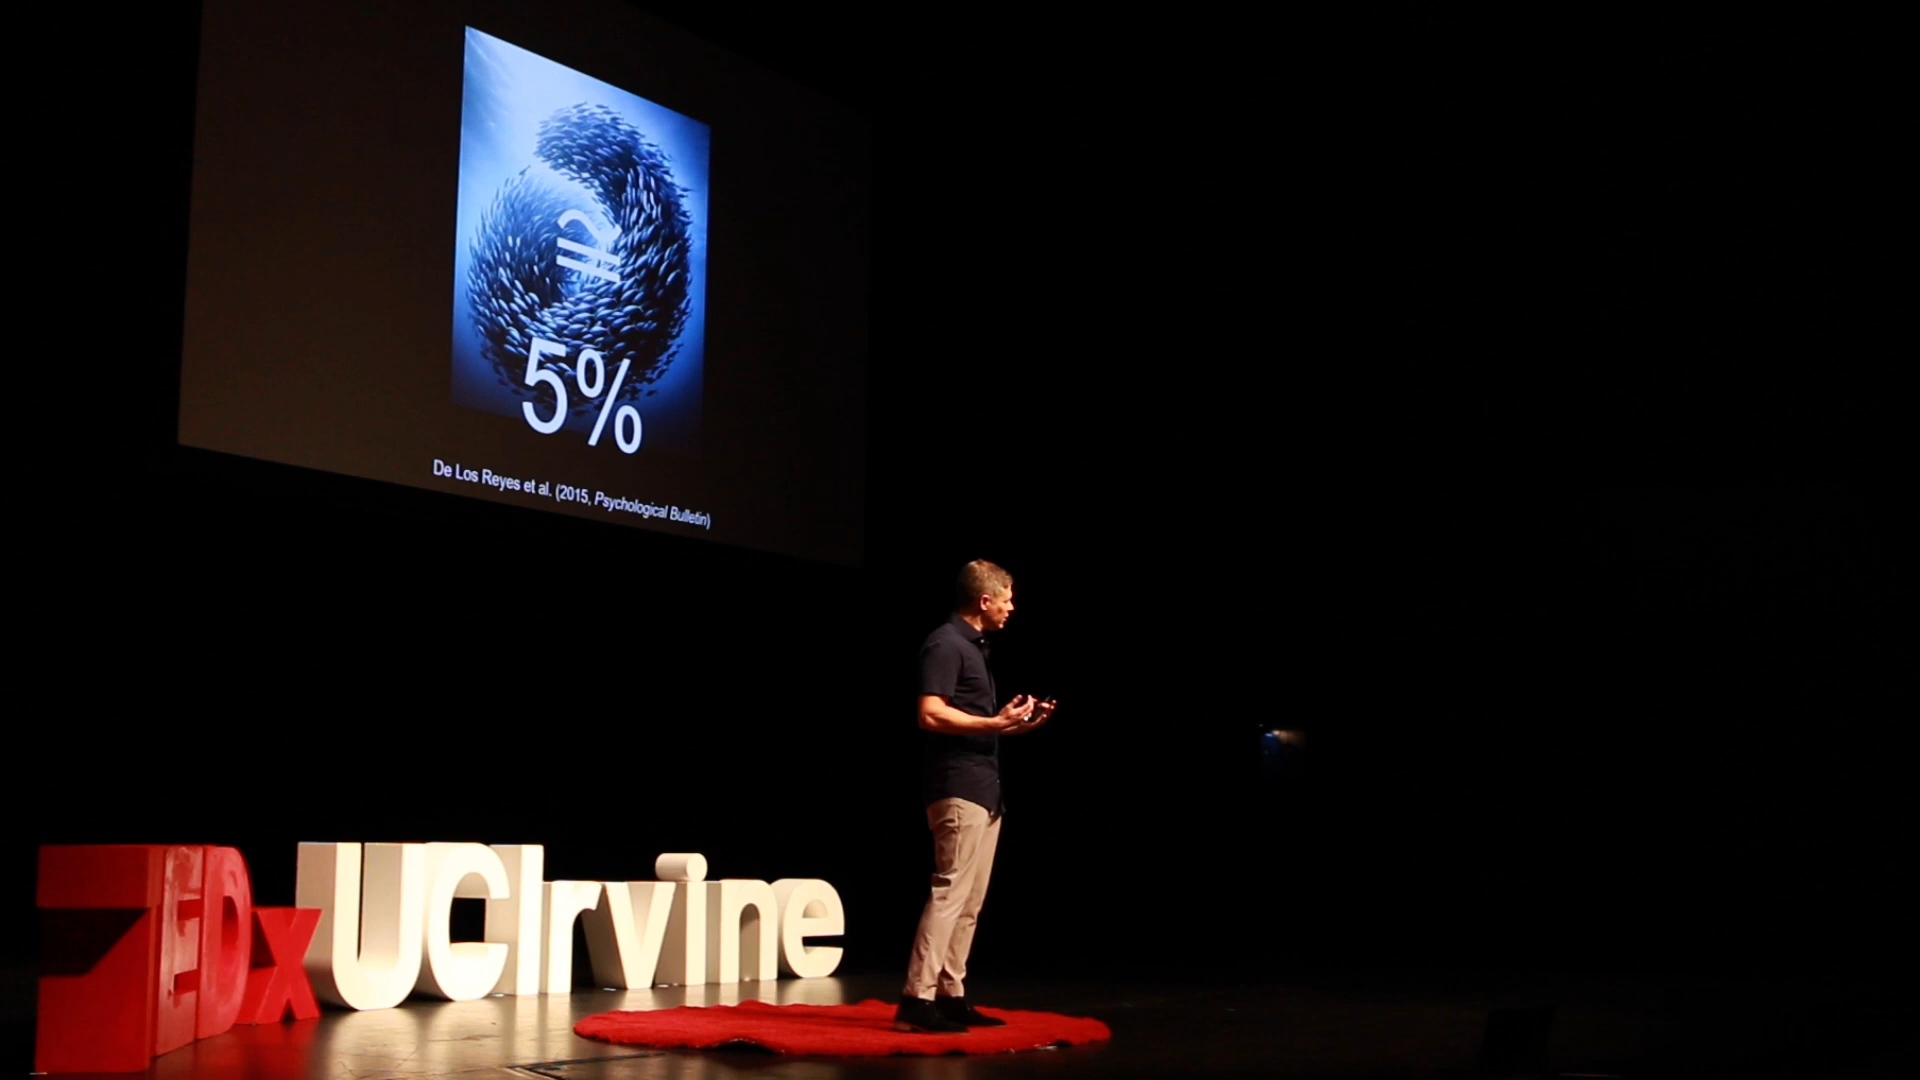 ≅
5%
De Los Reyes et al. (2015, Psychological Bulletin)
TEDxUCIrvine